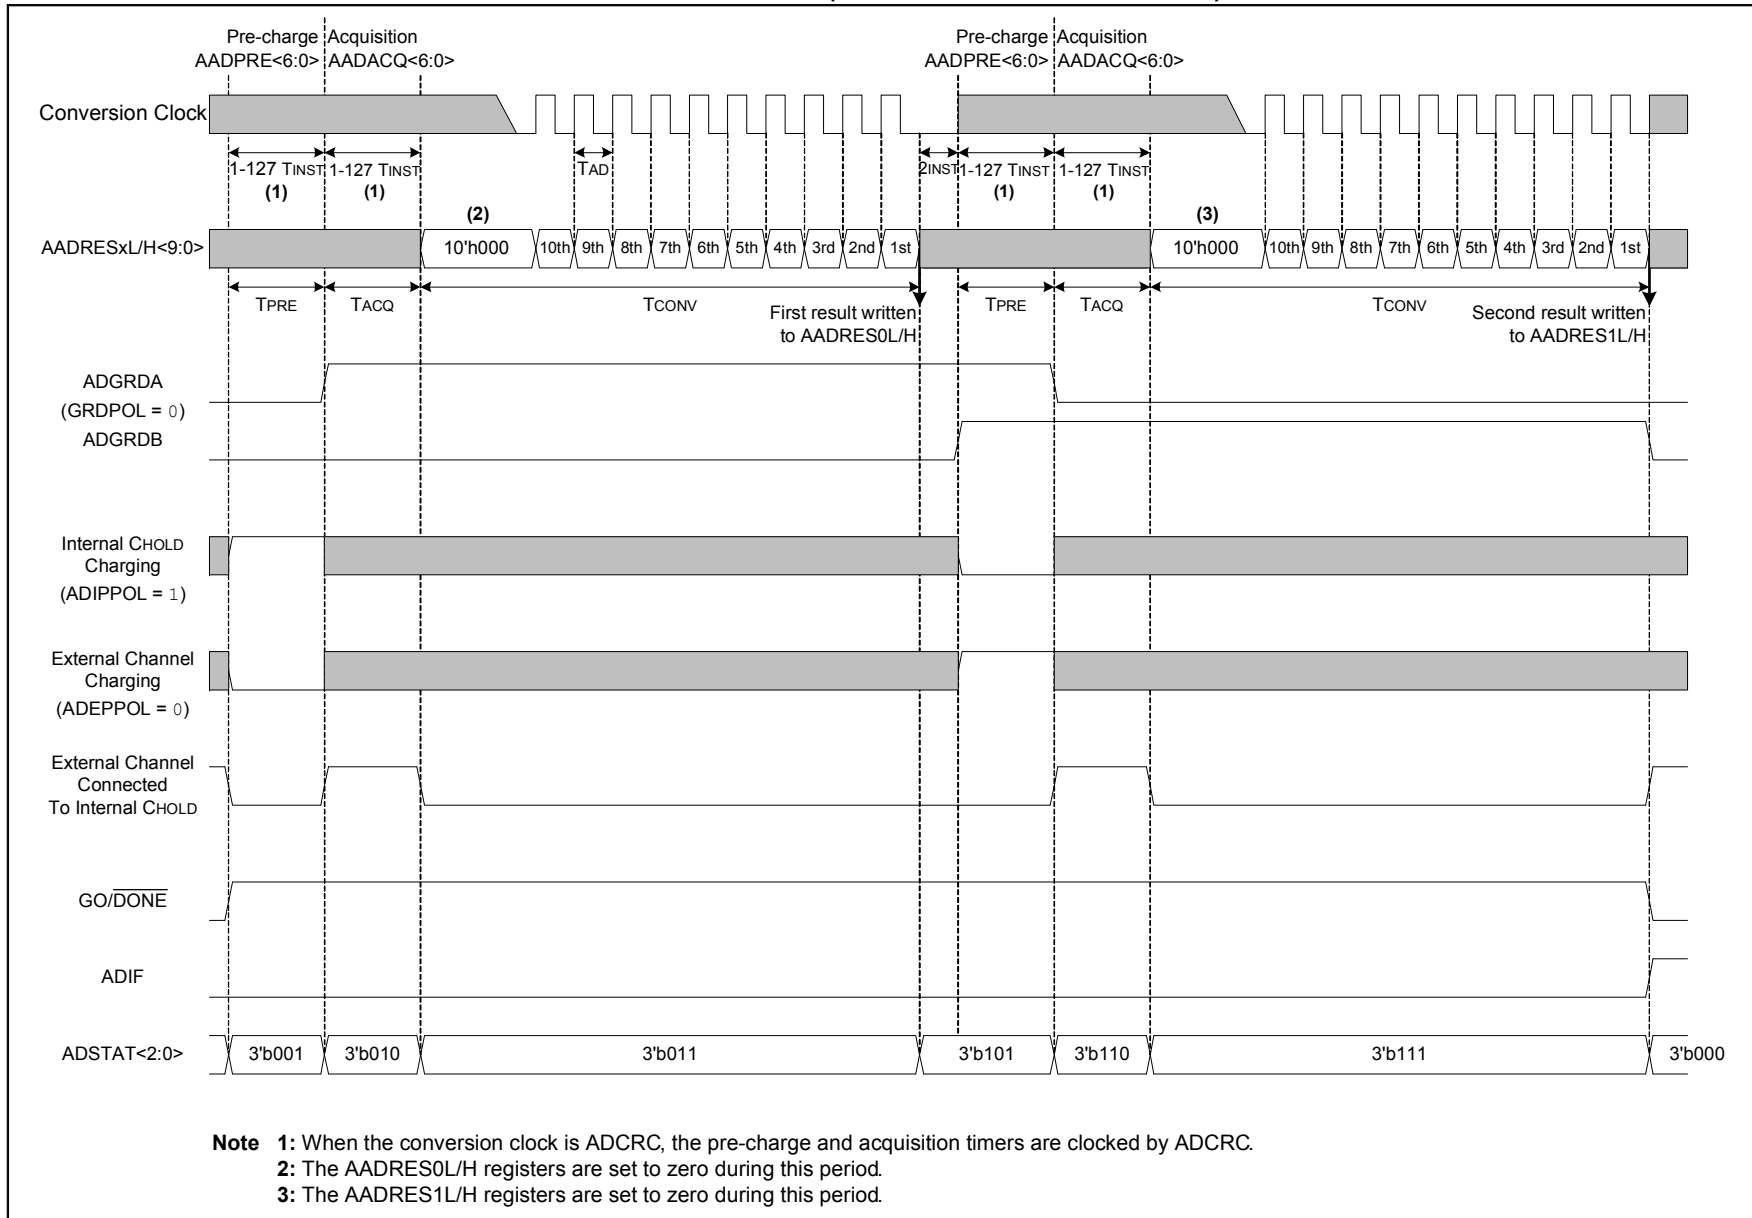 Pre-charge Acquisition Pre-charge Acquisition
AADPRE<6:0> AADACQ<6:0> AADPRE<6:0> AADACQ<6:0>
Conversion Clock
1-127 TINST 1-127 TINST TAD 2INST 1-127 TINST 1-127 TINST
(1) (1) (1) (1)
(2) (3)
AADRESxL/H<9:0> 10'h000 10th 9th 8th 7th 6th 5th 4th 3rd 2nd 1st 10'h000 10th 9th 8th 7th 6th 5th 4th 3rd 2nd 1st
TPRE TACQ TCONV TPRE TACQ TCONV
First result written
to AADRES0L/H
Second result written
to AADRES1L/H
ADGRDA
(GRDPOL = 0)
ADGRDB
Internal CHOLD
Charging
(ADIPPOL = 1)
External Channel
Charging
(ADEPPOL = 0)
External Channel
Connected
To Internal CHOLD
GO/DONE
ADIF
ADSTAT<2:0> 3'b001 3'b010 3'b011 3'b101 3'b110 3'b111 3'b000
Note 1: When the conversion clock is ADCRC, the pre-charge and acquisition timers are clocked by ADCRC.
2: The AADRES0L/H registers are set to zero during this period.
3: The AADRES1L/H registers are set to zero during this period.